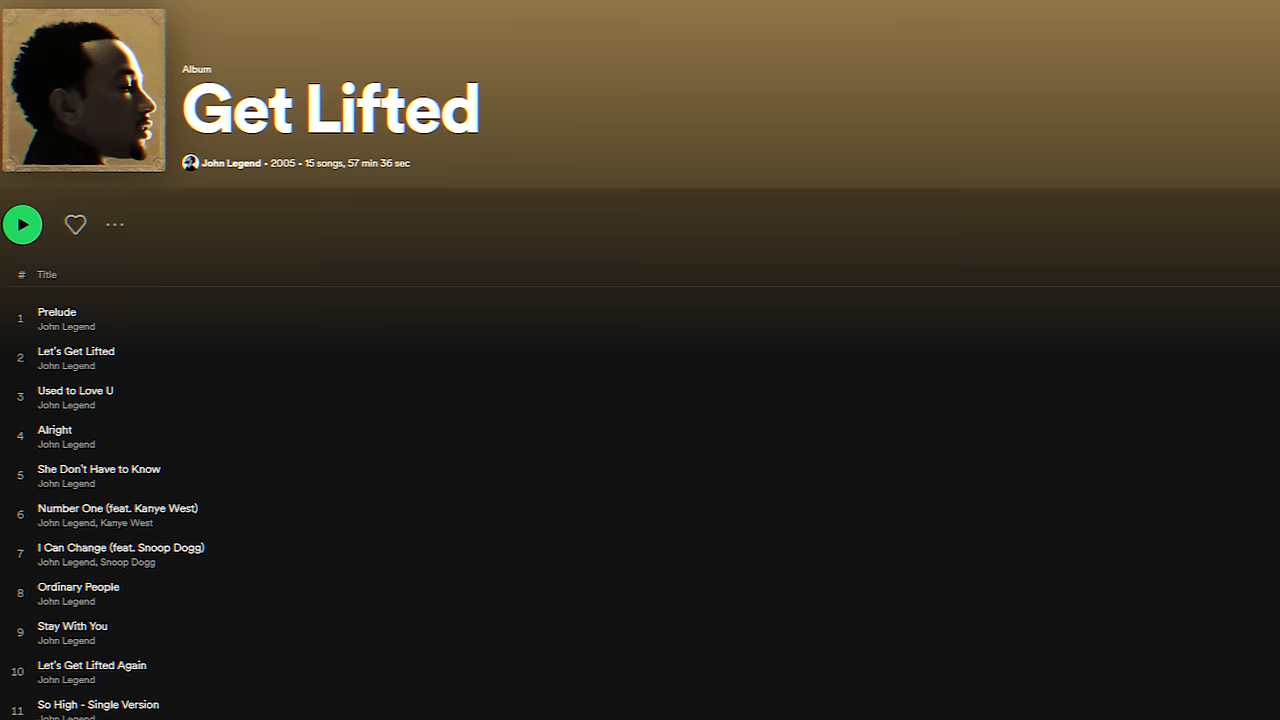 Album
Get Lifted
John Legend • 2005 • 15 songs, 57 min 36 sec
# Title
1 Prelude
John Legend
2 Let's Get Lifted
John Legend
3 Used to Love U
John Legend
4 Alright
John Legend
5 She Don't Have to Know
John Legend
6 Number One (feat. Kanye West)
John Legend, Kanye West
7 I Can Change (feat. Snoop Dogg)
John Legend, Snoop Dogg
8 Ordinary People
John Legend
9 Stay With You
John Legend
10 Let's Get Lifted Again
John Legend
11 So High - Single Version
John Legend